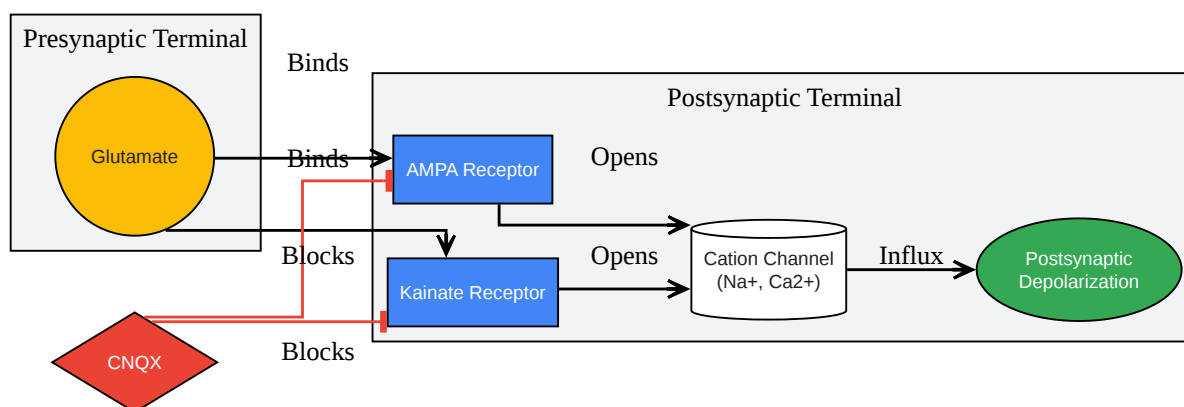 Presynaptic Terminal
Binds
Postsynaptic Terminal
Glutamate
Binds
AMPA Receptor
Opens
Blocks
Kainate Receptor
Opens
Cation Channel
(Na+, Ca2+)
Influx
Postsynaptic
Depolarization
CNQX
Blocks